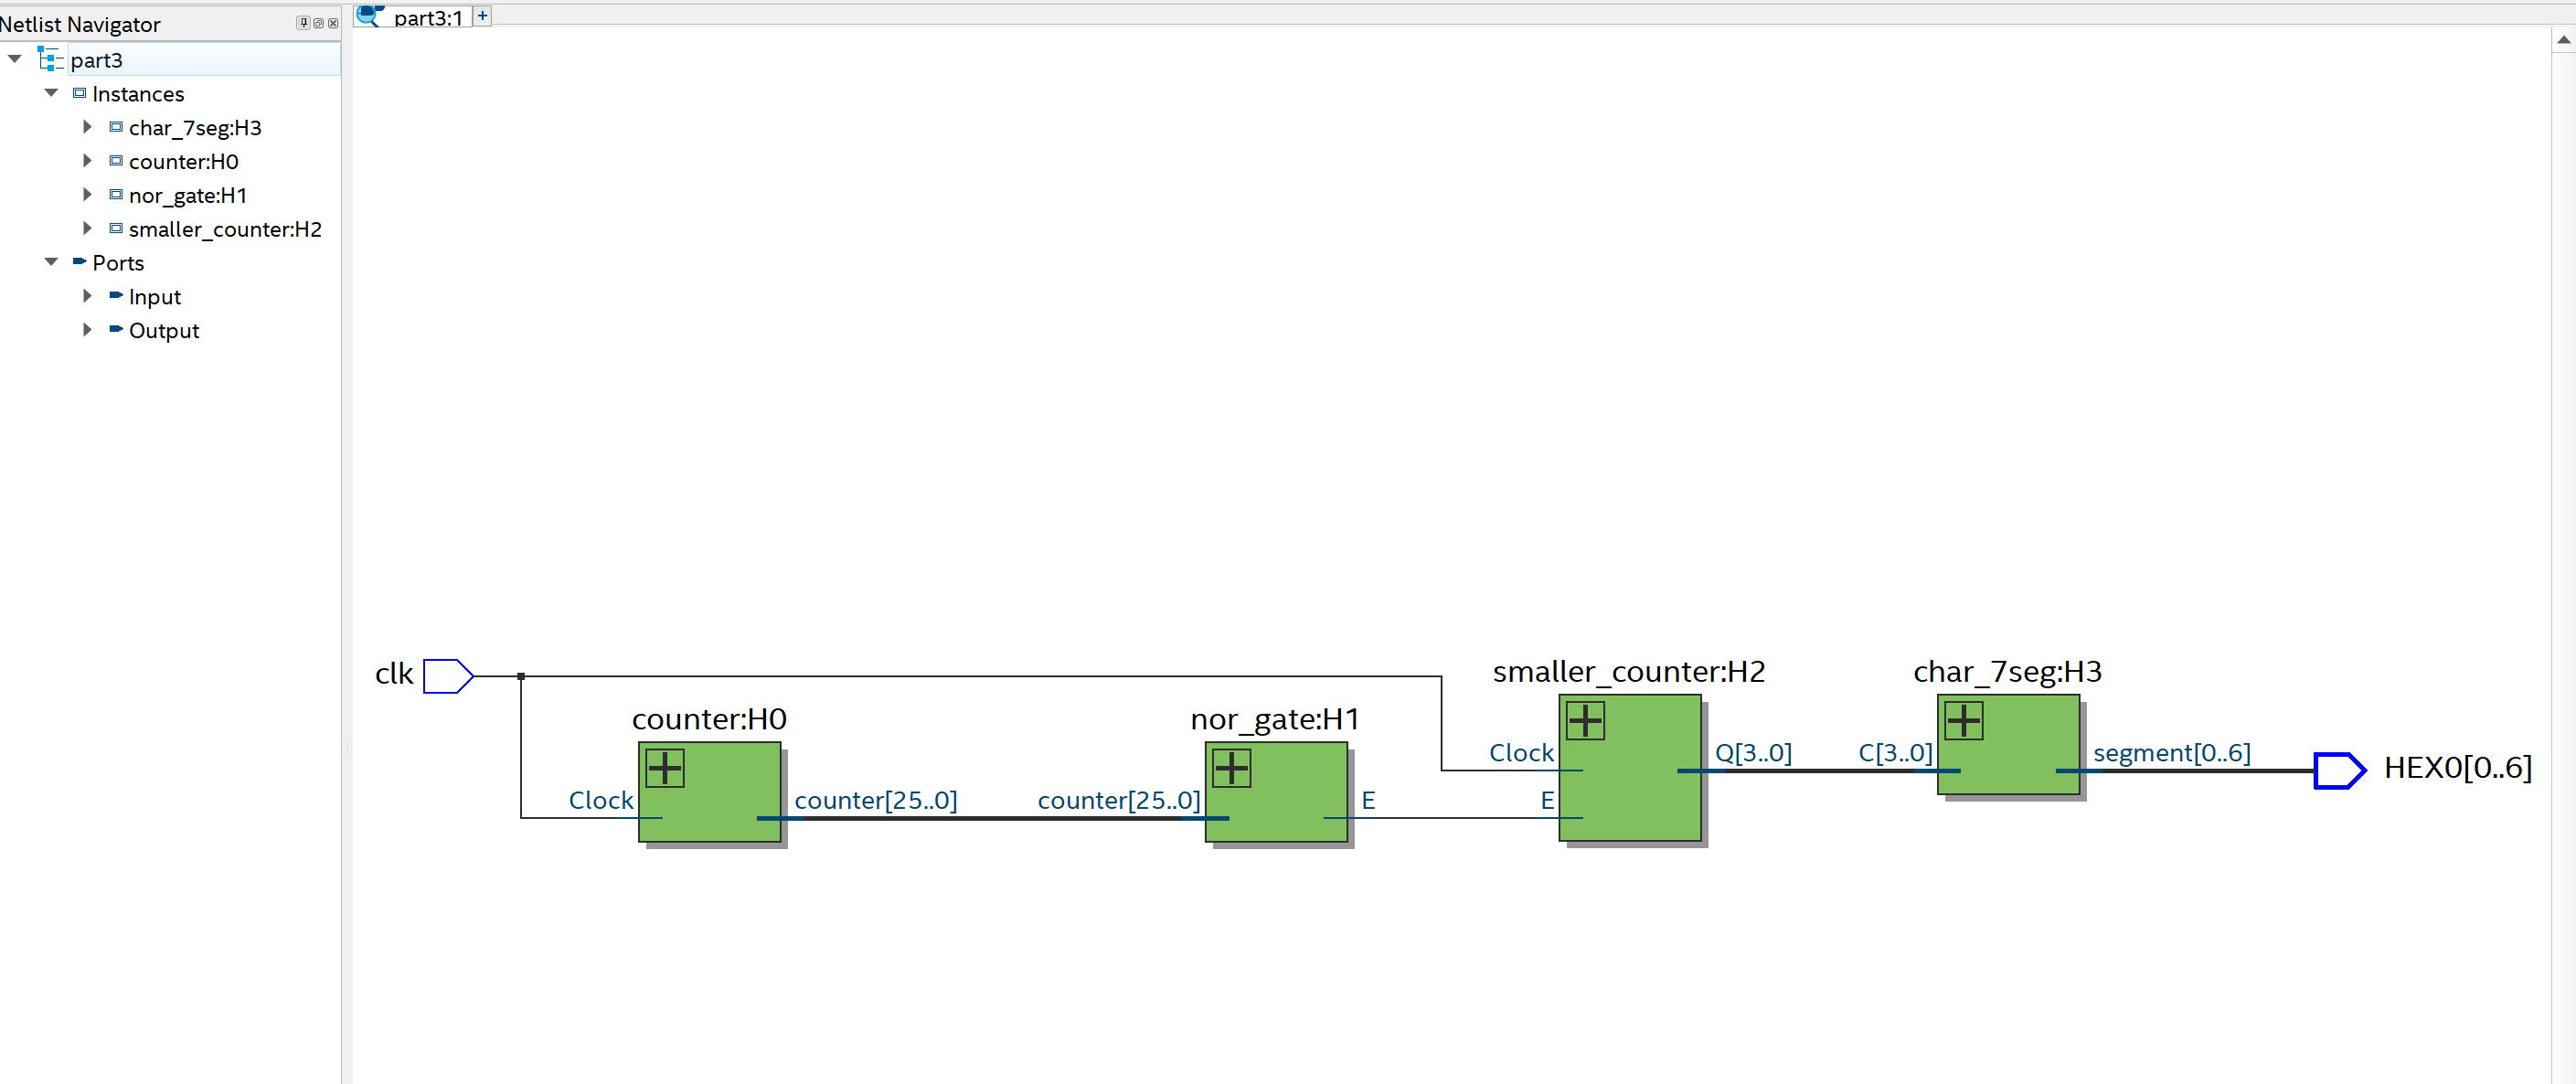 Netlist Navigator
part3:1
part3
Instances
char_7seg:H3
counter:H0
nor_gate:H1
smaller_counter:H2
Ports
Input
Output
clk
counter:H0
Clock
counter[25..0]
nor_gate:H1
counter[25..0]
E
smaller_counter:H2
Clock
E
Q[3..0]
char_7seg:H3
C[3..0]
segment[0..6]
HEX0[0..6]